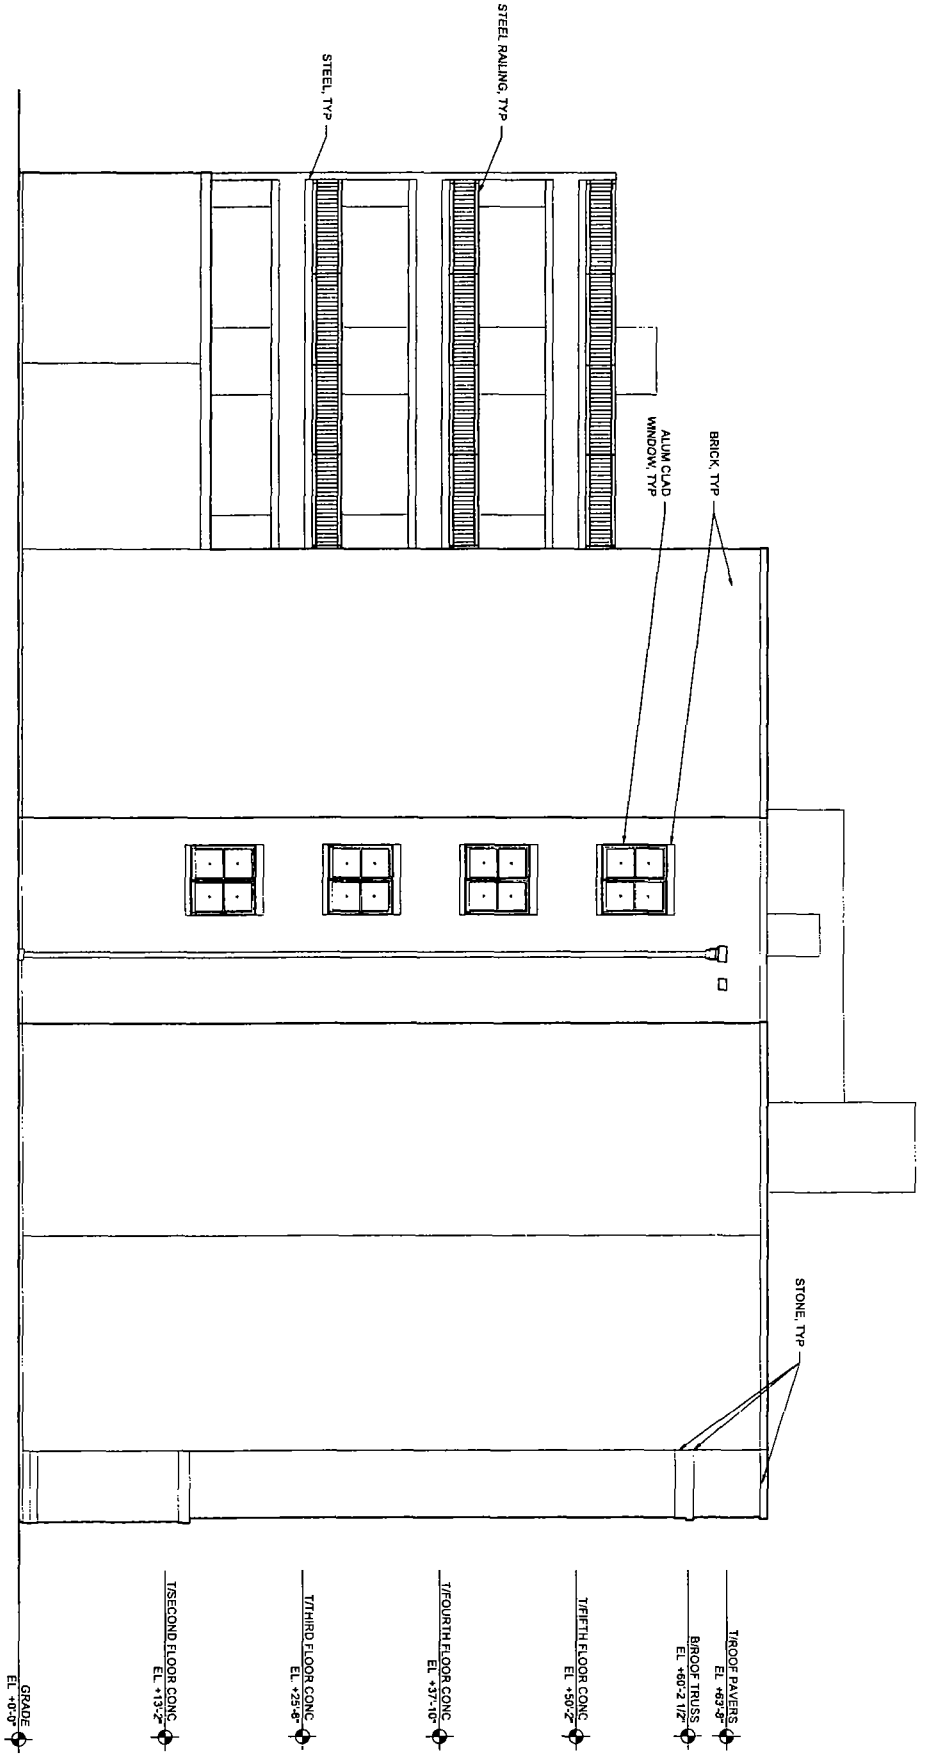 STEEL RAILING, TYP
STEEL, TYP
BRICK, TYP
ALUM CLAD
WINDOW, TYP
STONE, TYP
T/ROOF PAVERS
EL +63'-8"
B/ROOF TRUSS
EL +60'-2 1/2"
T/FIFTH FLOOR CONC
EL +50'-2"
T/FOURTH FLOOR CONC
EL +37'-10"
T/THIRD FLOOR CONC
EL +25'-6"
T/SECOND FLOOR CONC
EL +13'-2"
GRADE
EL +0'-0"